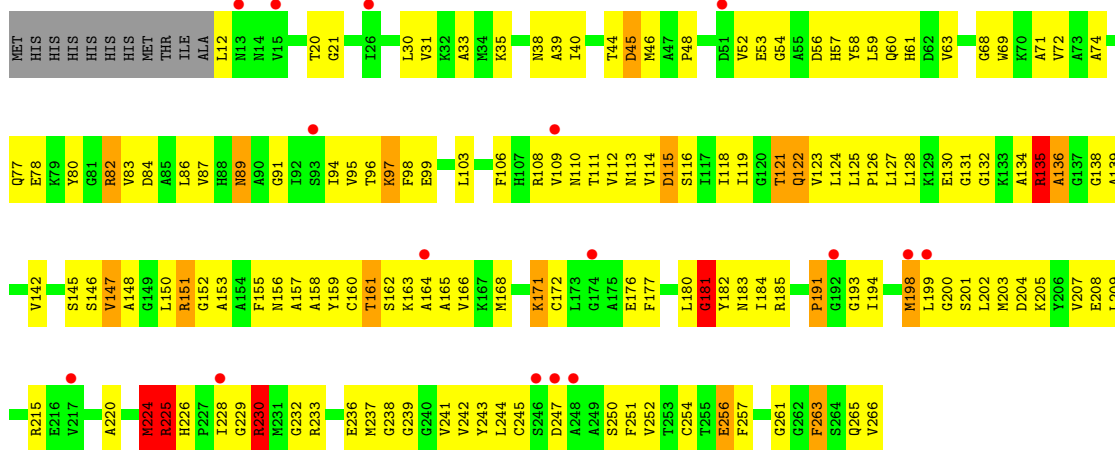 MET HIS HIS HIS HIS HIS HIS MET THR ILE ALA L12 N13 N14 V15 I26 T20 G21 L30 V31 K32 A33 M34 K35 N38 A39 I40 T44 D45 M46 A47 P48 D51 V52 E53 G54 A55 D56 H57 Y58 L59 Q60 H61 D62 V63 G68 W69 K70 A71 V72 A73 A74
Q77 E78 K79 Y80 G81 R82 V83 D84 A85 L86 V87 H88 N89 A90 G91 I92 S93 I94 V95 T96 K97 F98 E99 L103 F106 H107 R108 V109 N110 T111 V112 N113 V114 D115 S116 I117 I118 I119 G120 T121 Q122 V123 L124 L125 P126 L127 L128 K129 E130 G131 G132 K133 A134 R135 A136 G137 G138 A139
V142 S145 S146 V147 A148 G149 L150 R151 G152 A153 A154 F155 N156 A157 A158 Y159 C160 T161 S162 K163 A164 A165 V166 K167 M168 K171 C172 L173 G174 A175 E176 F177 L180 G181 Y182 N183 I184 R185 P191 G192 G193 I194 M198 L199 G200 S201 L202 M203 D204 K205 Y206 V207 E208 L209
R215 E216 V217 A220 M224 R225 H226 P227 I228 G229 R230 M231 G232 R233 E236 M237 G238 G239 G240 V241 V242 Y243 L244 C245 S246 D247 A248 A249 S250 F251 V252 T253 C254 T255 E256 F257 G261 G262 F263 S264 Q265 V266